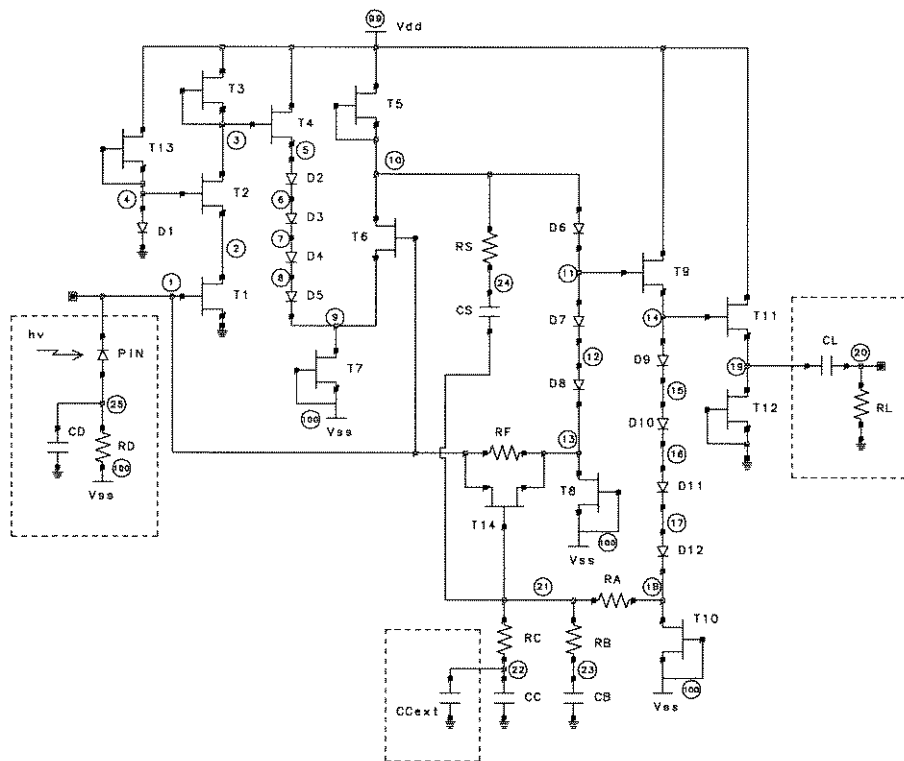 99 Vdd
T3
T13
3
T4
T5
5
10
4
T2
D2
6
D1
D3
T6
D6
RS
2
7
D4
24
11
T9
8
1
T1
D5
CS
hν
PIN
9
D7
14
T11
12
D9
CL
20
T7
D8
19
25
100
Vss
15
T12
CD
RD
RF
13
D10
RL
100
Vss
16
T8
D11
T14
100
Vss
17
D12
21
RA
18
T10
RC
RB
22
23
CC
CB
100
Vss
CCext